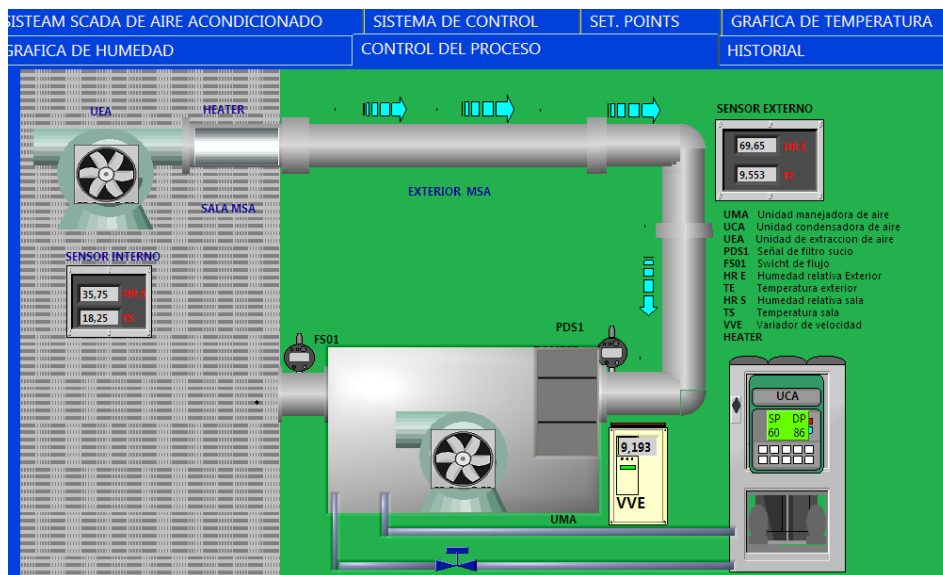 SISTEAM SCADA DE AIRE ACONDICIONADO
SISTEMA DE CONTROL
SET. POINTS
GRAFICA DE TEMPERATURA
GRAFICA DE HUMEDAD
CONTROL DEL PROCESO
HISTORIAL
UEA
HEATER
SENSOR EXTERNO
69,65 HR E
9,553 TE
EXTERIOR MSA
SALA MSA
UMA Unidad manejadora de aire
UCA Unidad condensadora de aire
UEA Unidad de extraccion de aire
PDS1 Señal de filtro sucio
FS01 Swicht de flujo
HR E Humedad relativa Exterior
TE Temperatura exterior
HR S Humedad relativa sala
TS Temperatura sala
VVE Variador de velocidad
HEATER
SENSOR INTERNO
35,75 HR S
18,25 TS
FS01
PDS1
UCA
SP DP
60 86
9,193
VVE
UMA